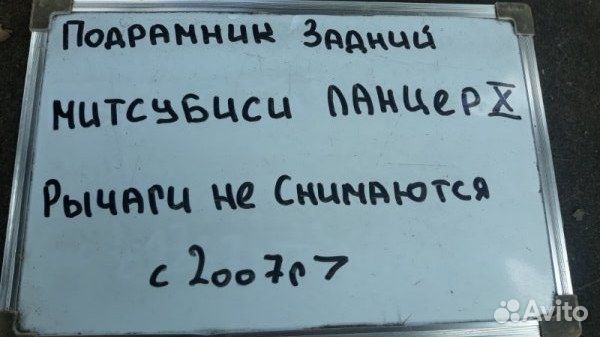 Подрамник Задний
митсубиси Ланцер X
Рычаги не Снимаются
с 2007г >
Avito